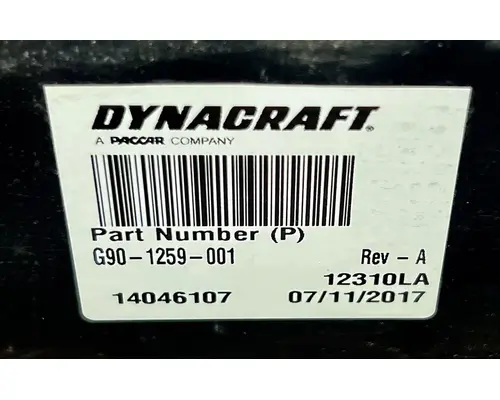 DYNACRAFT®
A PACCAR COMPANY
Part Number (P)
G90-1259-001 Rev - A
12310LA
14046107 07/11/2017